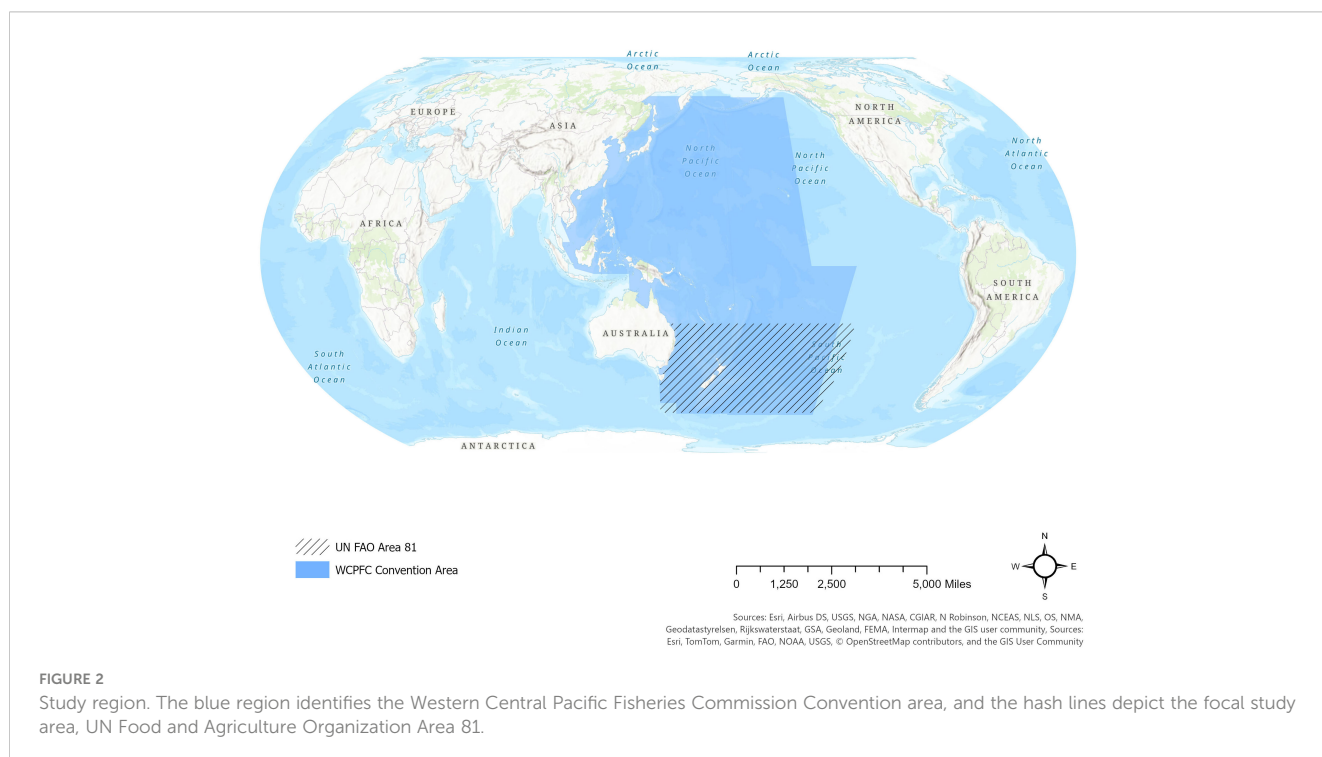 Arctic
Ocean
Arctic
Ocean
EUROPE
ASIA
NORTH
AMERICA
North
Pacific
Ocean
North
Pacific
Ocean
North
Atlantic
Ocean
AFRICA
SOUTH
AMERICA
Indian
Ocean
AUSTRALIA
South
Pacific
Ocean
South
Atlantic
Ocean
ANTARCTICA
UN FAO Area 81
WCPFC Convention Area
0 1,250 2,500 5,000 Miles
N
W E
S
Sources: Esri, Airbus DS, USGS, NGA, NASA, CGIAR, N Robinson, NCEAS, NLS, OS, NMA,
Geodatastyrelsen, Rijkswaterstaat, GSA, Geoland, FEMA, Intermap and the GIS user community, Sources:
Esri, TomTom, Garmin, FAO, NOAA, USGS, © OpenStreetMap contributors, and the GIS User Community
FIGURE 2
Study region. The blue region identifies the Western Central Pacific Fisheries Commission Convention area, and the hash lines depict the focal study
area, UN Food and Agriculture Organization Area 81.